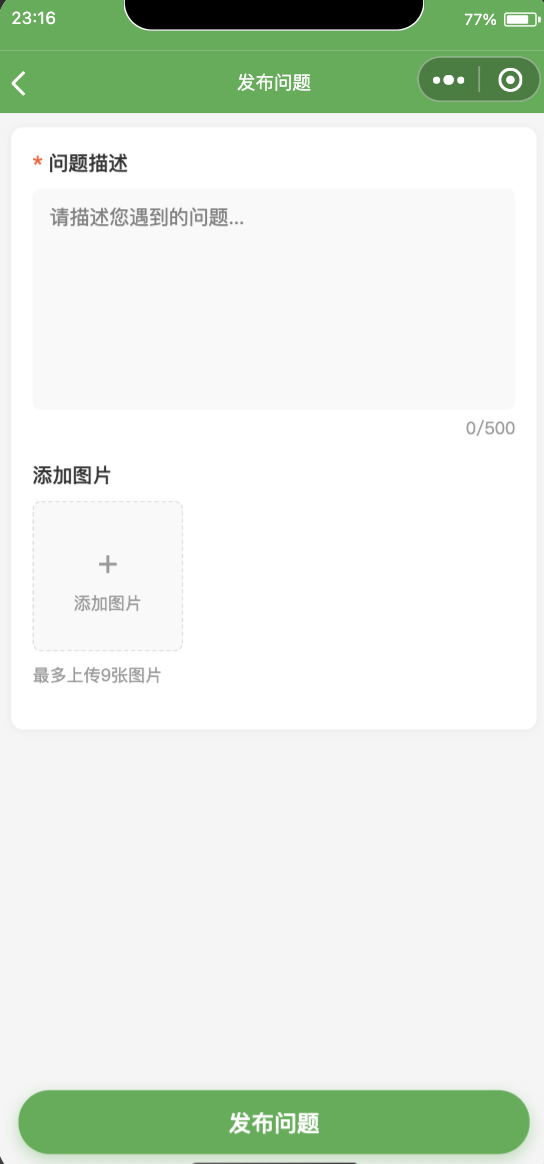 23:16
77%
发布问题
* 问题描述
请描述您遇到的问题...
0/500
添加图片
+
添加图片
最多上传9张图片
发布问题